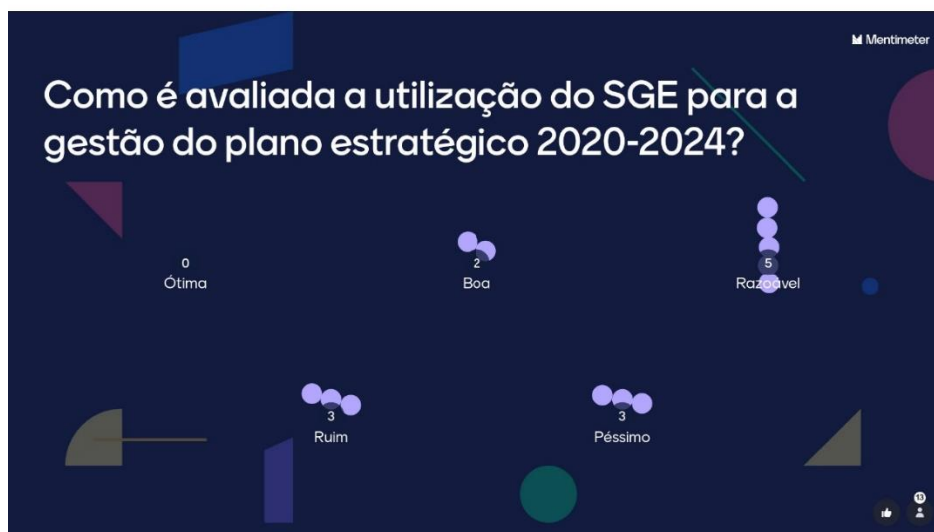 Mentimeter
Como é avaliada a utilização do SGE para a
gestão do plano estratégico 2020-2024?
0
Ótima
2
Boa
5
Razoável
3
Ruim
3
Péssimo
13